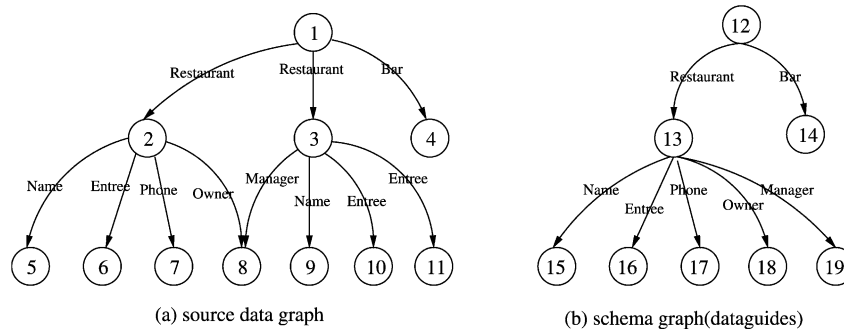 1
Restaurant
Restaurant
Bar
2
3
4
Name
Entree
Phone
Owner
Manager
Name
Entree
Entree
5
6
7
8
9
10
11
(a) source data graph
12
Restaurant
Bar
13
14
Name
Entree
Phone
Owner
Manager
15
16
17
18
19
(b) schema graph(dataguides)